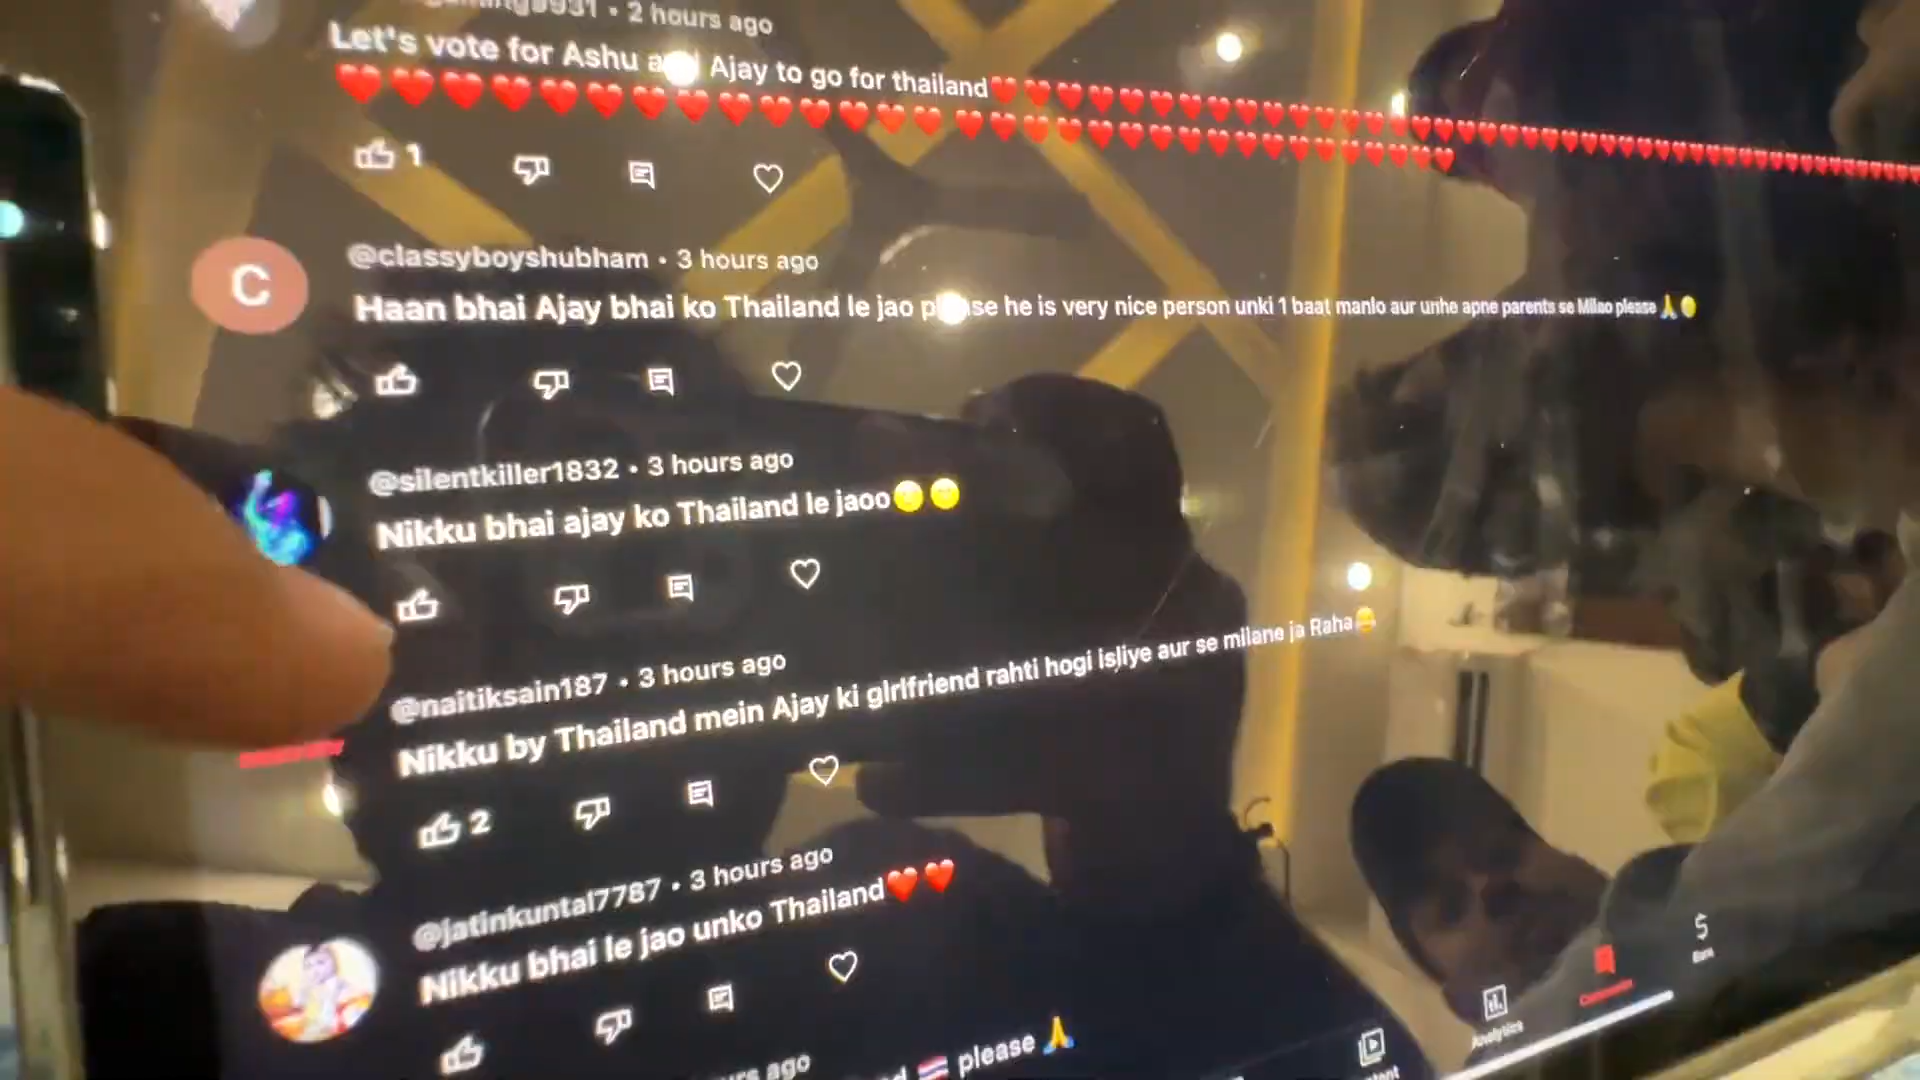 2 hours ago
Let's vote for Ashu Ajay to go for thailand❤️❤️❤️❤️❤️❤️❤️❤️❤️❤️❤️❤️❤️❤️❤️❤️❤️❤️❤️❤️
1
@classyboyshubham • 3 hours ago
C
Haan bhai Ajay bhai ko Thailand le jao please he is very nice person unki 1 baat manlo aur unhe apne parents se Milao please🙏
@silentkiller1832 • 3 hours ago
Nikku bhai ajay ko Thailand le jaoo
@naitiksain187 • 3 hours ago
Nikku by Thailand mein Ajay ki girlfriend rahti hogi isliye aur se milane ja Raha
2
@jatinkuntal7787 • 3 hours ago
Nikku bhai le jao unko Thailand❤️❤️
ago
🇹🇭 please 🙏
Analytics
Comments
Earn